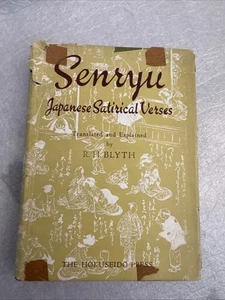 Senryu
Japanese Satirical Verses
Translated and Explained
by
R. H. BLYTH
THE HOKUSEIDO PRESS